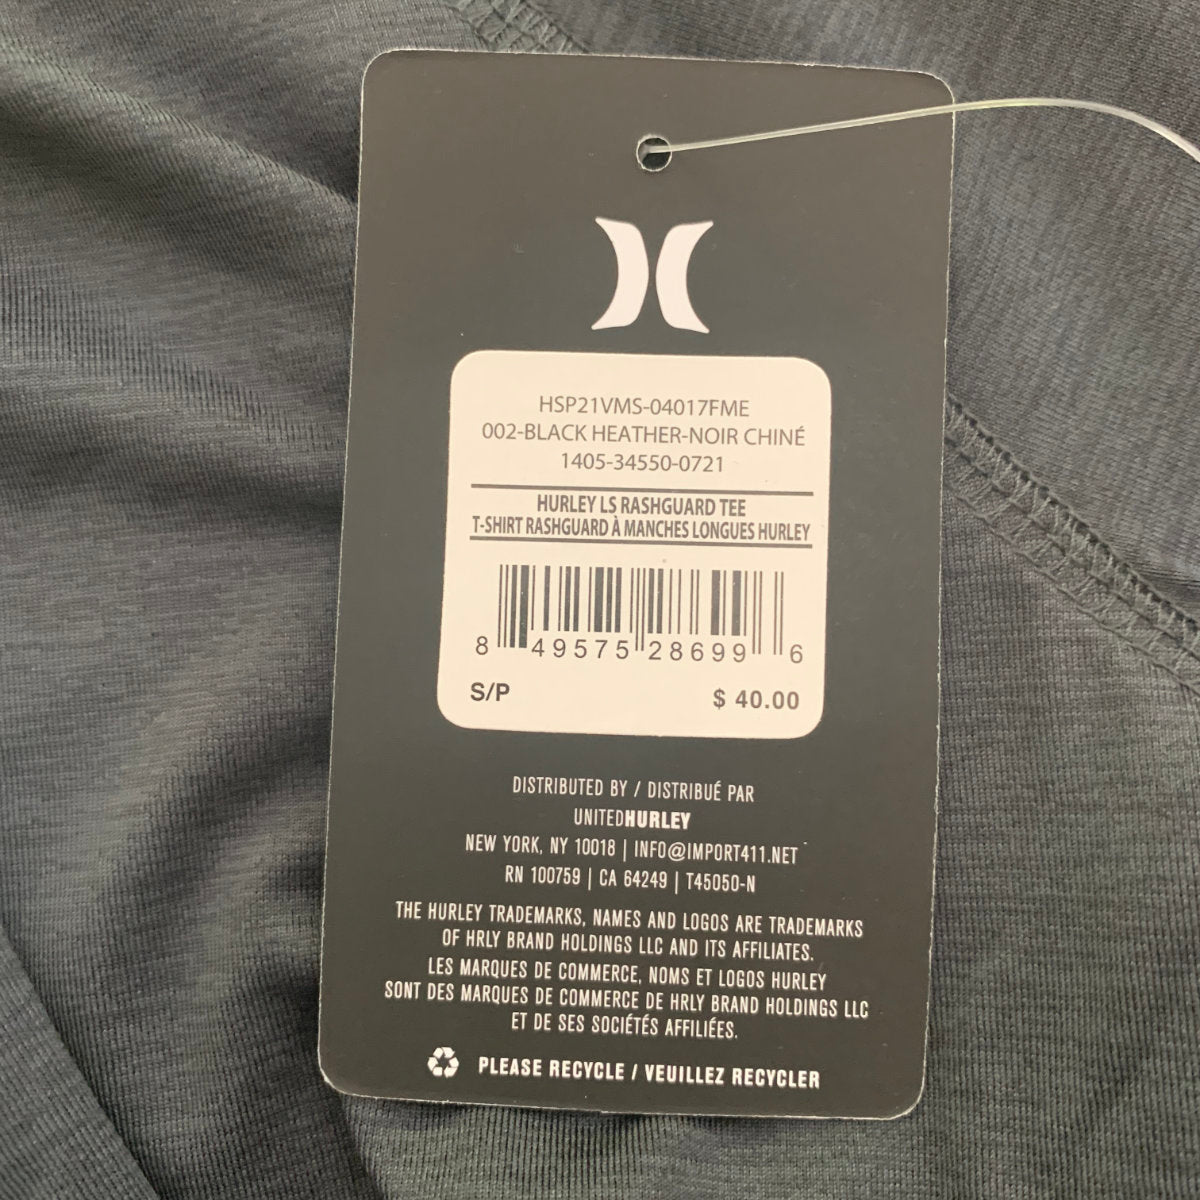 HSP21VMS-04017FME
002-BLACK HEATHER-NOIR CHINÉ
1405-34550-0721
HURLEY LS RASHGUARD TEE
T-SHIRT RASHGUARD À MANCHES LONGUES HURLEY
8 49575 28699 6
S/P $ 40.00
DISTRIBUTED BY / DISTRIBUÉ PAR
UNITEDHURLEY
NEW YORK, NY 10018 | INFO@IMPORT411.NET
RN 100759 | CA 64249 | T45050-N
THE HURLEY TRADEMARKS, NAMES AND LOGOS ARE TRADEMARKS
OF HRLY BRAND HOLDINGS LLC AND ITS AFFILIATES.
LES MARQUES DE COMMERCE, NOMS ET LOGOS HURLEY
SONT DES MARQUES DE COMMERCE DE HRLY BRAND HOLDINGS LLC
ET DE SES SOCIÉTÉS AFFILIÉES.
PLEASE RECYCLE / VEUILLEZ RECYCLER